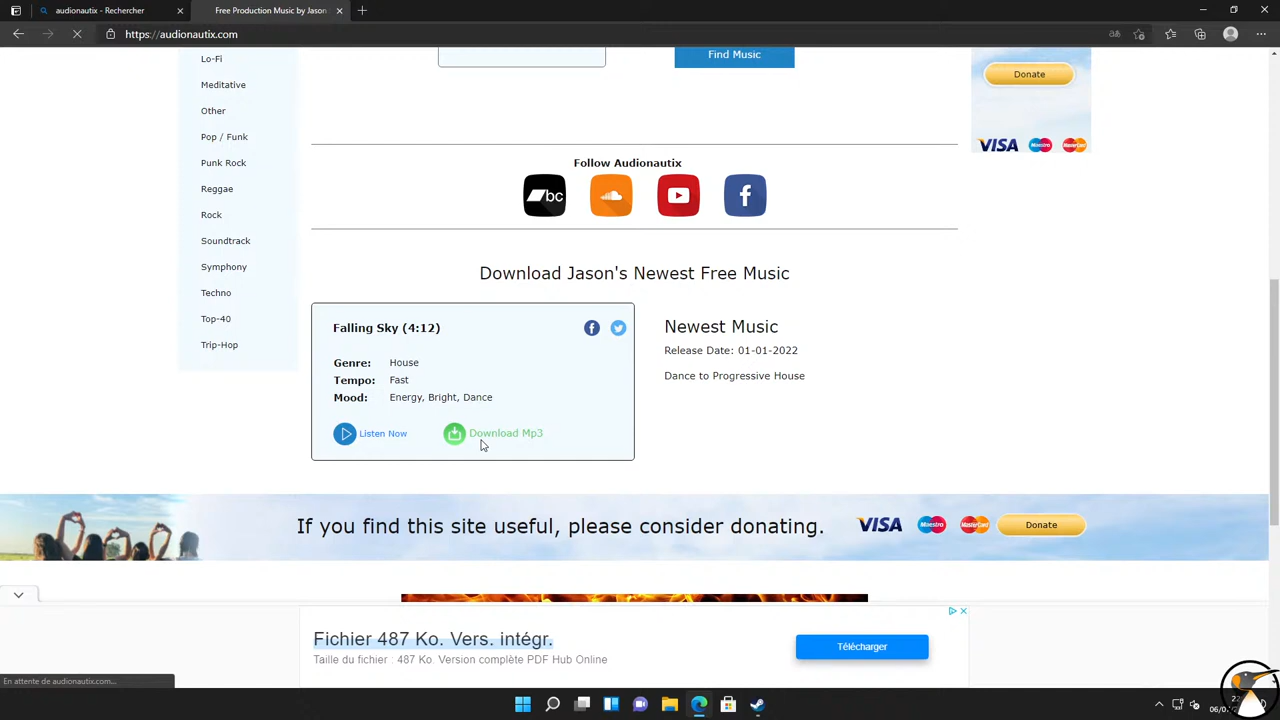 audionautix - Rechercher
Free Production Music by Jason
https://audionautix.com
Lo-Fi
Meditative
Other
Pop / Funk
Punk Rock
Reggae
Rock
Soundtrack
Symphony
Techno
Top-40
Trip-Hop
Find Music
Donate
VISA Maestro MasterCard
Follow Audionautix
bc
f
Download Jason's Newest Free Music
Falling Sky (4:12)
Genre: House
Tempo: Fast
Mood: Energy, Bright, Dance
Listen Now
Download Mp3
Newest Music
Release Date: 01-01-2022
Dance to Progressive House
If you find this site useful, please consider donating.
VISA Maestro MasterCard Donate
Fichier 487 Ko. Vers. intégr.
Taille du fichier : 487 Ko. Version complète PDF Hub Online
Télécharger
En attente de audionautix.com...